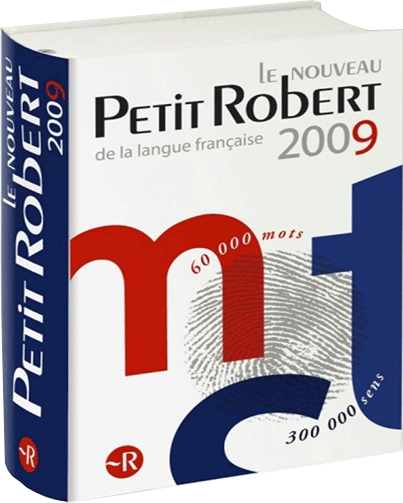 LE NOUVEAU
PETIT ROBERT
de la langue française 2009
60 000 mots
m
t
s
300 000 sens
LE NOUVEAU
PETIT ROBERT 2009
~R